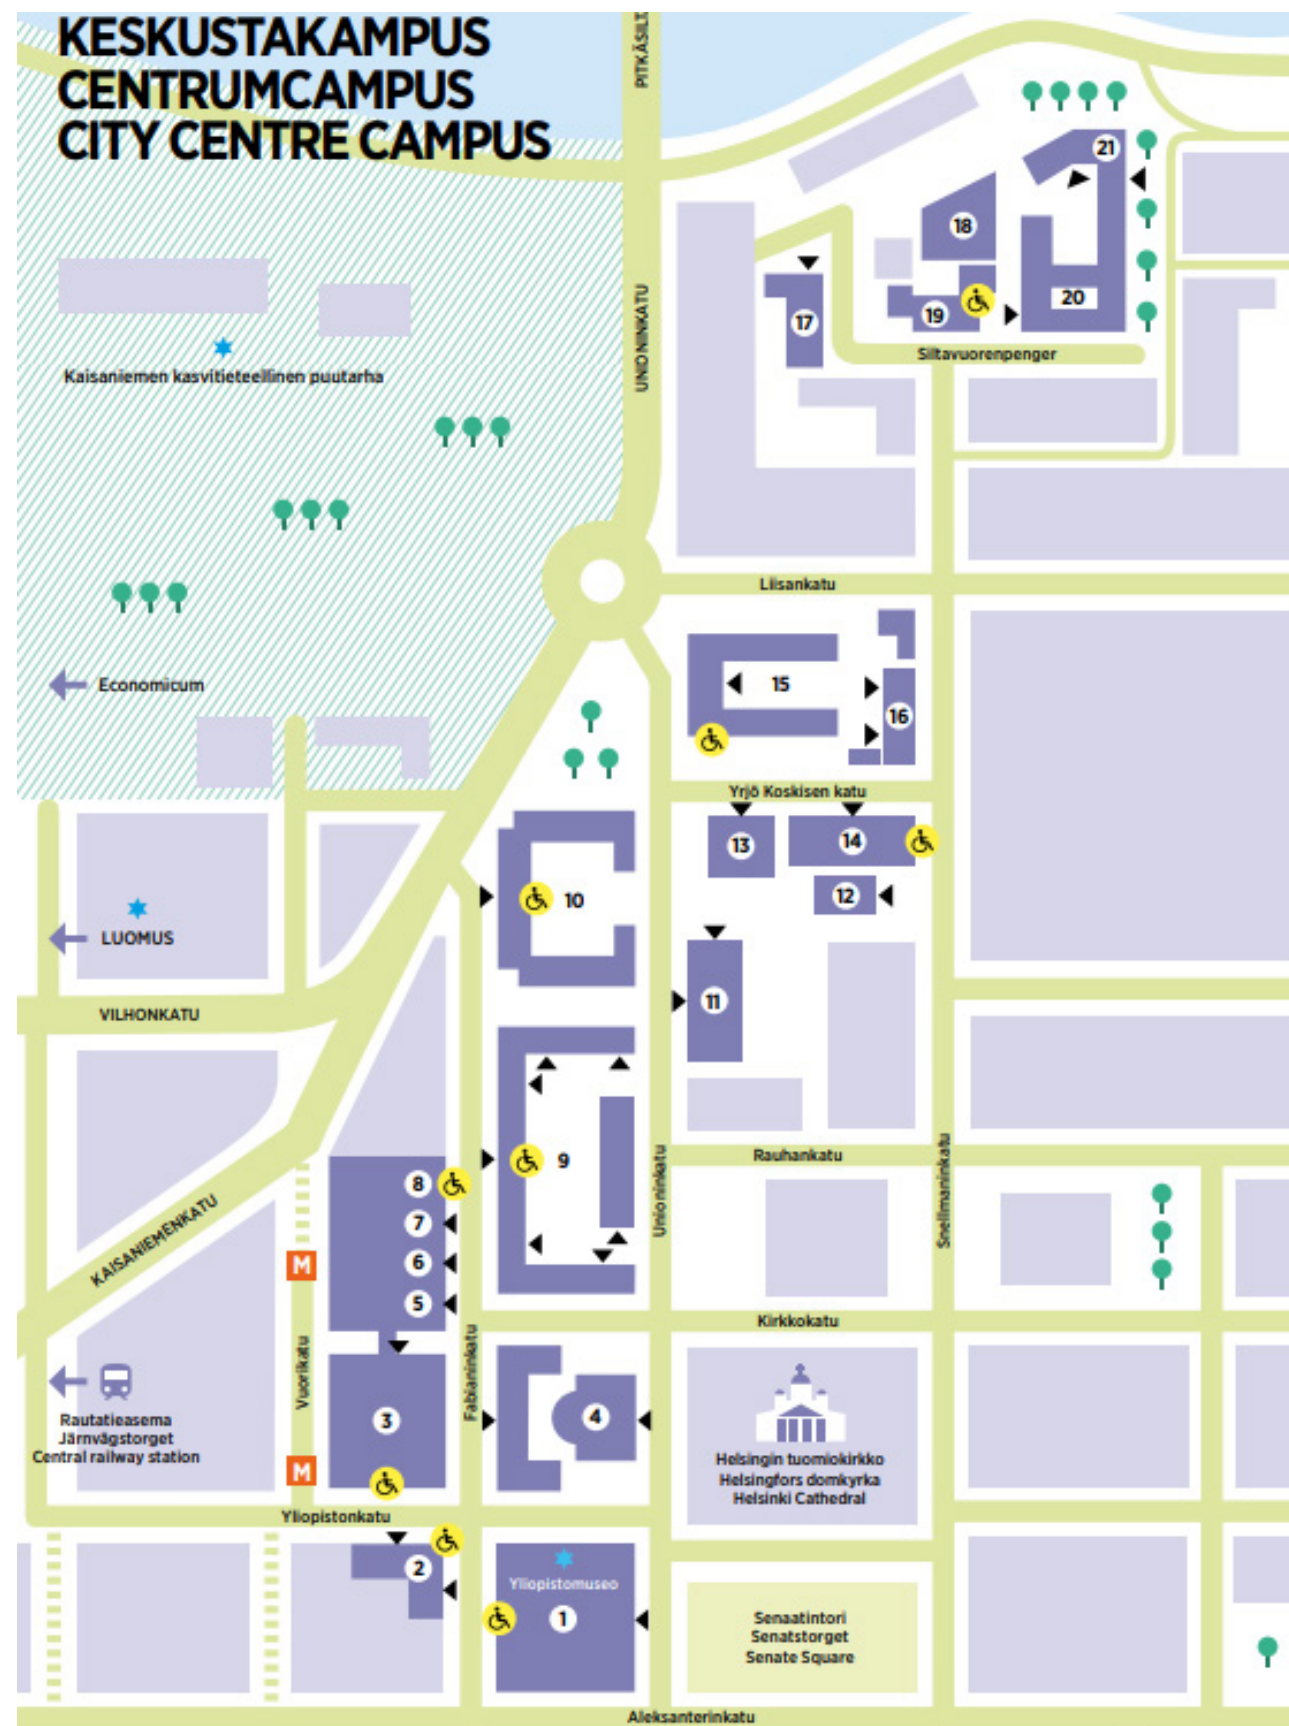 KESKUSTAKAMPUS
CENTRUMCAMPUS
CITY CENTRE CAMPUS
PITKÄSILT
21
18
20
19
17
Siltavuorenpenger
UNIONINKATU
Kaisaniemen kasvitieteellinen puutarha
Liisankatu
Economicum
15
16
Yrjö Koskisen katu
13
14
12
10
LUOMUS
11
VILHONKATU
Rauhankatu
9
8
7
6
5
Unioninkatu
Snellmaninkatu
KAISANIEMENKATU
M
Kirkkokatu
Vuorikatu
Fabianinkatu
3
4
Rautatieasema
Järnvägstorget
Central railway station
M
Helsingin tuomiokirkko
Helsingfors domkyrka
Helsinki Cathedral
Yliopistonkatu
2
Yliopistomuseo
1
Senaatintori
Senatstorget
Senate Square
Aleksanterinkatu